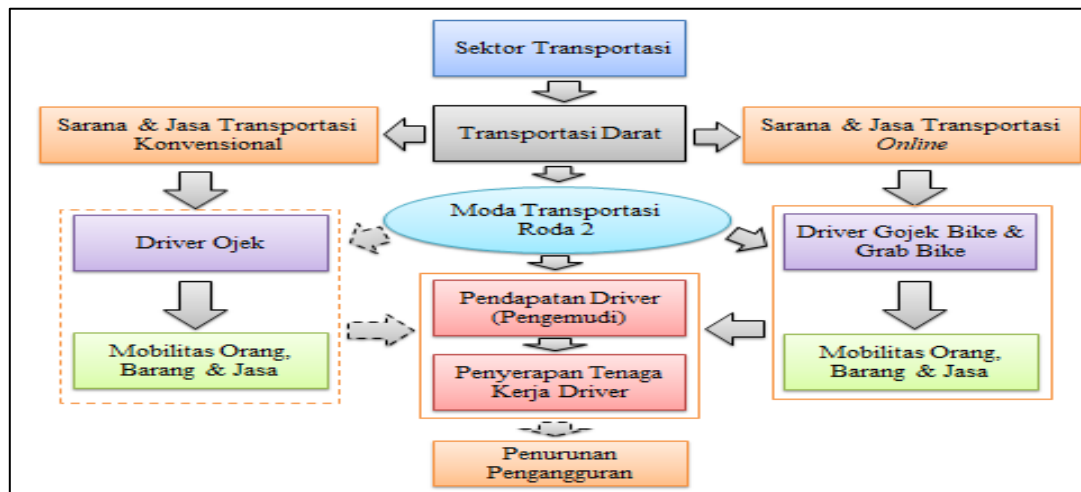 Sektor Transportasi
Sarana & Jasa Transportasi
Konvensional
Transportasi Darat
Sarana & Jasa Transportasi
Online
Moda Transportasi
Roda 2
Driver Ojek
Driver Gojek Bike &
Grab Bike
Pendapatan Driver
(Pengemudi)
Mobilitas Orang,
Barang & Jasa
Penyerapan Tenaga
Kerja Driver
Mobilitas Orang,
Barang & Jasa
Penurunan
Pengangguran